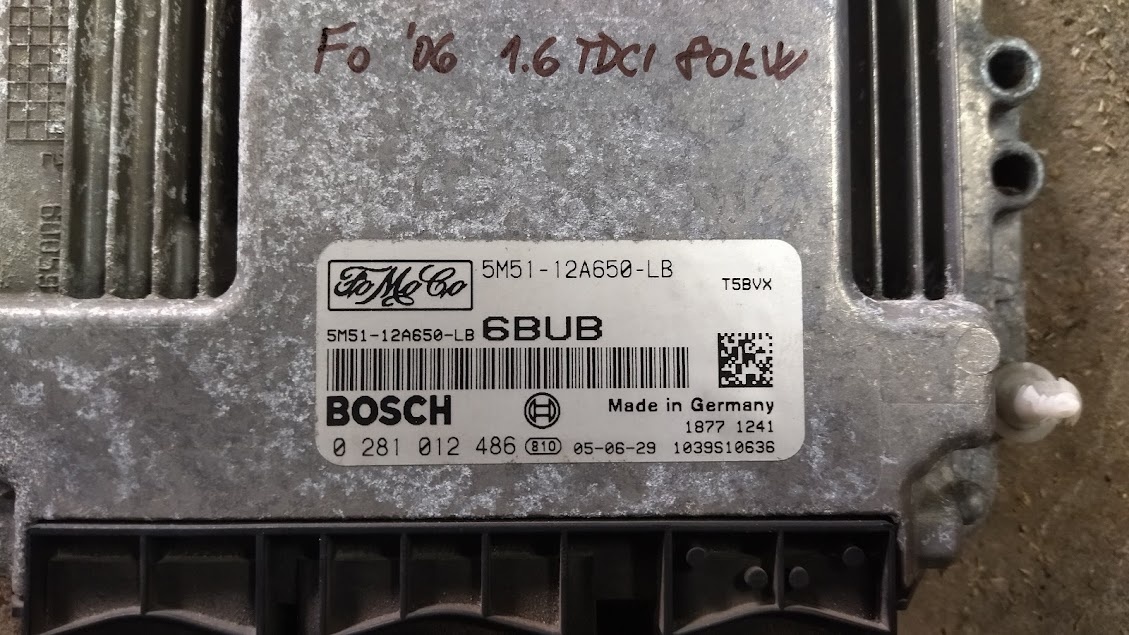 Fo '06 1.6 TDCI 80kW
FoMoCo 5M51-12A650-LB
T5BVX
5M51-12A650-LB 6BUB
BOSCH Made in Germany
1877 1241
0 281 012 486 810 05-06-29 1039S10636